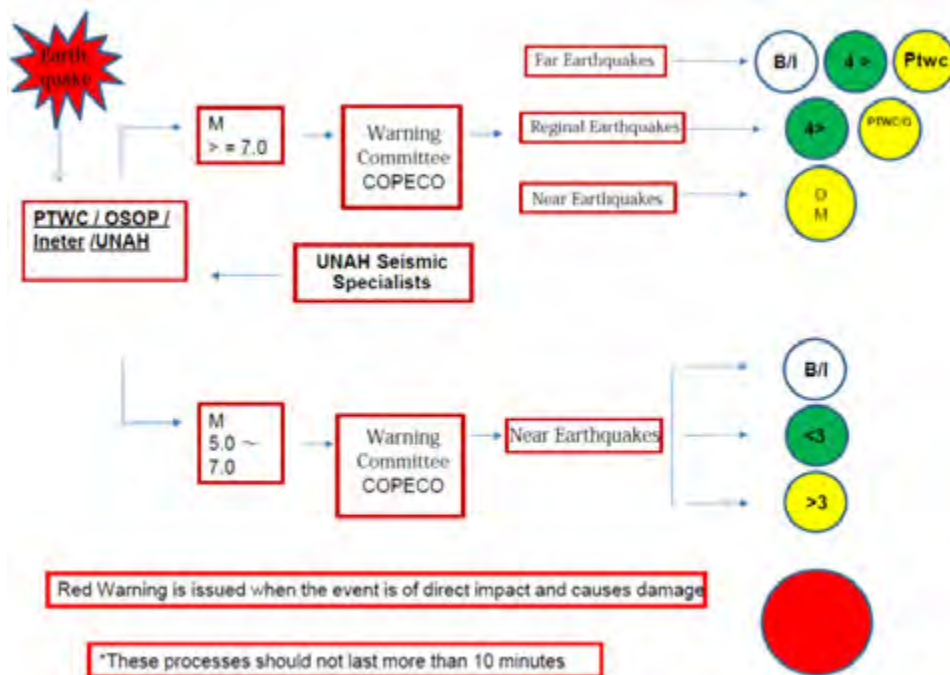 Earth
quake
Far Earthquakes
B/I
4 >
Ptwc
M
> = 7.0
Warning
Committee
COPECO
Reginal Earthquakes
4>
PTWC/O
Near Earthquakes
O
M
PTWC / OSOP /
Ineter /UNAH
UNAH Seismic
Specialists
M
5.0 ～
7.0
Warning
Committee
COPECO
Near Earthquakes
B/I
<3
>3
Red Warning is issued when the event is of direct impact and causes damage
*These processes should not last more than 10 minutes